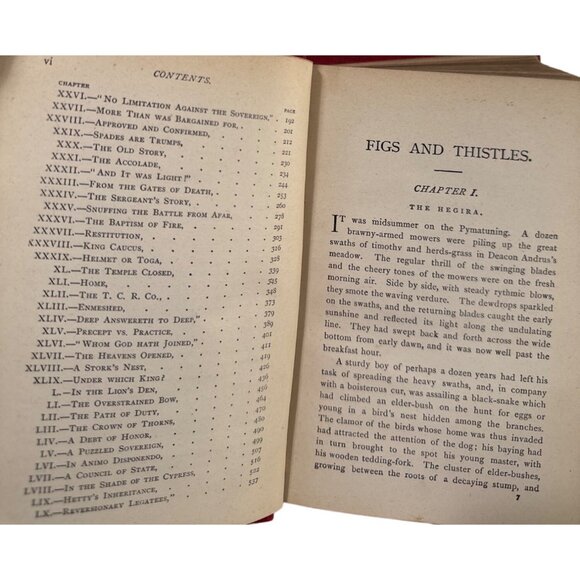 vi
CONTENTS.
CHAPTER
XXVI.—"No Limitation Against the Sovereign."
XXVII.—More Than was Bargained for,
XXVIII.—Approved and Confirmed,
XXIX.—Spades are Trumps,
XXX.—The Old Story,
XXXI.—The Accolade,
XXXII.—"And It was Light!"
XXXIII.—From the Gates of Death,
XXXIV.—The Sergeant's Story,
XXXV.—Snuffing the Battle from Afar,
XXXVI.—The Baptism of Fire,
XXXVII.—Restitution,
XXXVIII.—King Caucus,
XXXIX.—Helmet or Toga,
XL.—The Temple Closed,
XLI.—Home,
XLII.—The T. C. R. Co.,
XLIII.—Enmeshed,
XLIV.—Deep Answereth to Deep,"
XLV.—Precept vs. Practice,
XLVI.—"Whom God hath Joined,"
XLVII.—The Heavens Opened,
XLVIII.—A Stork's Nest,
XLIX.—Under which King?
L.—In the Lion's Den,
LI.—The Overstrained Bow,
LII.—The Path of Duty,
LIII.—The Crown of Thorns,
LIV.—A Debt of Honor,
LV.—A Puzzled Sovereign,
LVI.—In Animo Disponendo,
LVII.—A Council of State,
LVIII.—In the Shade of the Cypress,
LIX.—Hetty's Inheritance,
LX.—Reversionary Legatees,"
PAGE
192
201
212
221
230
234
253
260
278
291
297
308
328
339
345
348
373
389
411
419
421
436
456
467
479
490
499
502
507
520
537
FIGS AND THISTLES.
CHAPTER I.
THE HEGIRA.
IT was midsummer on the Pymatuning. A dozen
brawny-armed mowers were piling up the great
swaths of timothy and herds-grass in Deacon Andrus's
meadow. The regular thrill of the swinging blades
and the cheery tones of the mowers were on the fresh
morning air. Side by side, with steady rythmic blows,
they smote the waving verdure. The dewdrops sparkled
on the swaths, and the returning blades caught the early
sunshine and reflected its light along the undulating
line. They had swept back and forth across the wide
bottom from early dawn, and it was now well past the
breakfast hour.
A sturdy boy of perhaps a dozen years had left his
task of spreading the heavy swaths, and, in company
with a boisterous cur, was assailing a black-snake which
had climbed an elder-bush on the hunt for eggs or
young in a bird's nest hidden among the branches.
The clamor of the birds whose home was thus invaded
had attracted the attention of the dog; his baying had
in turn brought to the spot his young master, with
his wooden tedding-fork. The cluster of elder-bushes,
growing between the roots of a decaying stump, and
7